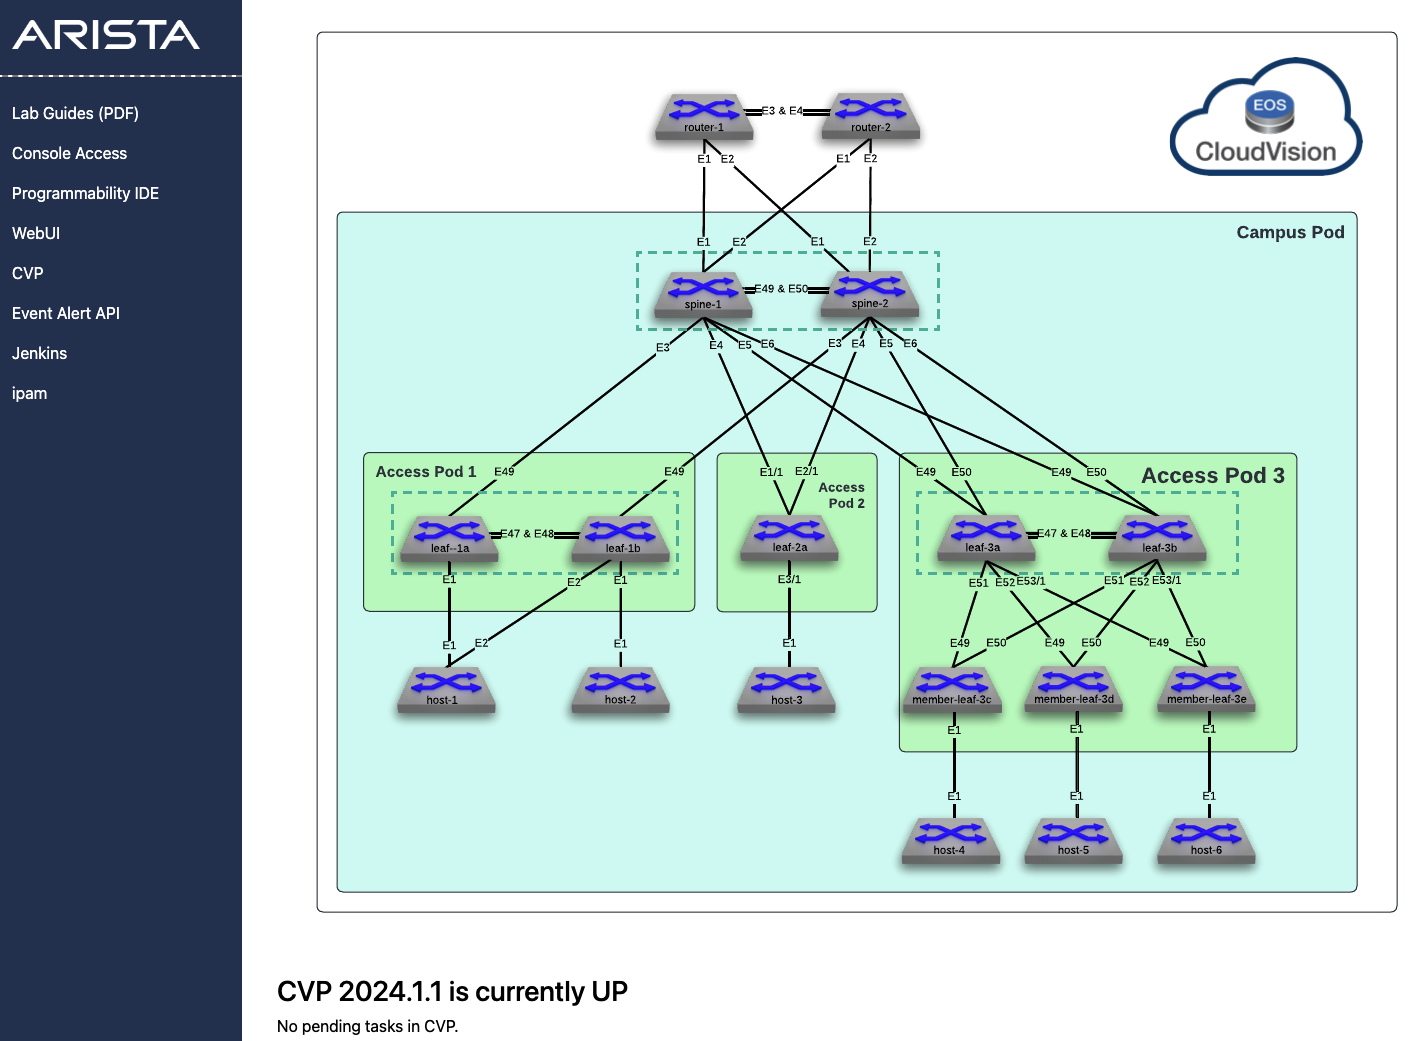 ARISTA
Lab Guides (PDF)
Console Access
Programmability IDE
WebUI
CVP
Event Alert API
Jenkins
ipam
EOS
CloudVision
router-1
E3 & E4
router-2
E1
E2
E1
E2
Campus Pod
E1
E2
E1
E2
spine-1
E49 & E50
spine-2
E3
E4
E5
E6
E3
E4
E5
E6
Access Pod 1
E49
E49
E1/1
E2/1
Access
Pod 2
E49
E50
E49
E50
Access Pod 3
leaf--1a
E47 & E48
leaf-1b
leaf-2a
leaf-3a
E47 & E48
leaf-3b
E1
E2
E1
E3/1
E51
E52
E53/1
E51
E52
E53/1
E1
E2
E1
E1
E49
E50
E49
E50
E49
E50
host-1
host-2
host-3
member-leaf-3c
member-leaf-3d
member-leaf-3e
E1
E1
E1
E1
E1
E1
host-4
host-5
host-6
CVP 2024.1.1 is currently UP
No pending tasks in CVP.